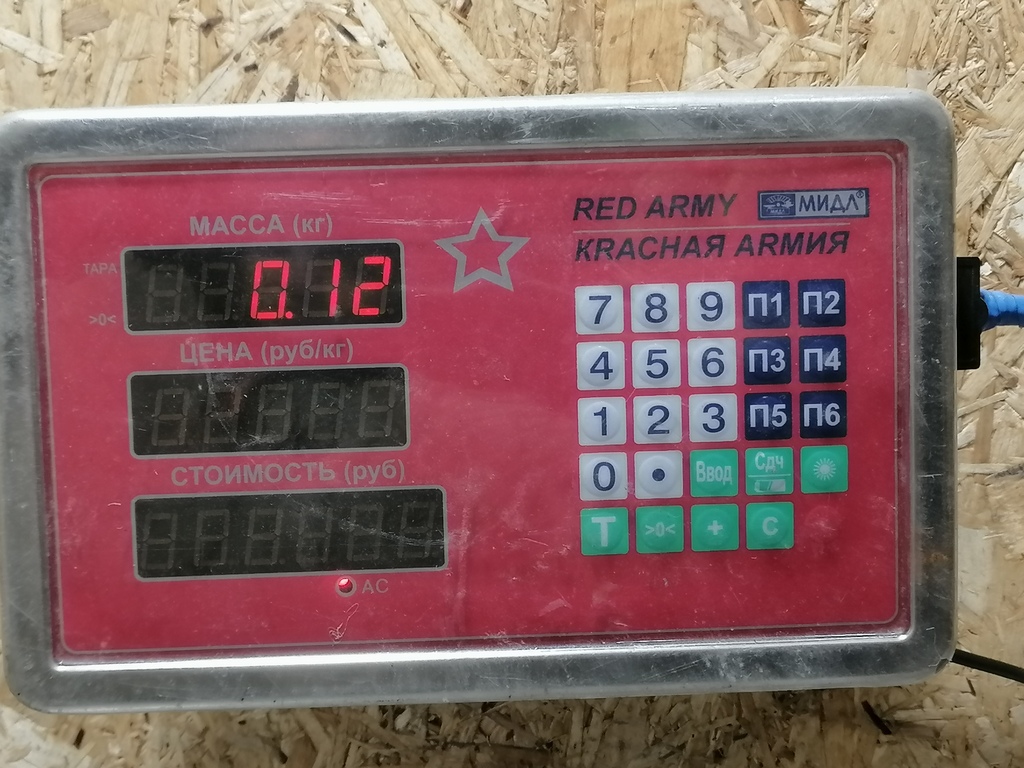 МАССА (кг)
ТАРА
0.12
>0<
ЦЕНА (руб/кг)
СТОИМОСТЬ (руб)
AC
RED ARMY
МИДЛ®
КRАСНАЯ АRМИЯ
7 8 9 П1 П2
4 5 6 П3 П4
1 2 3 П5 П6
0 • Ввод Сдч
T >0< + C